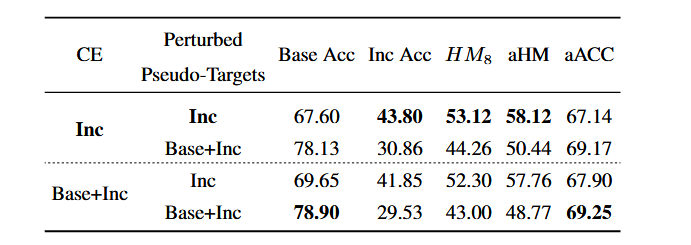 CE Perturbed Pseudo-Targets Base Acc Inc Acc HM8 aHM aACC
Inc Inc 67.60 43.80 53.12 58.12 67.14
Base+Inc 78.13 30.86 44.26 50.44 69.17
Base+Inc Inc 69.65 41.85 52.30 57.76 67.90
Base+Inc 78.90 29.53 43.00 48.77 69.25